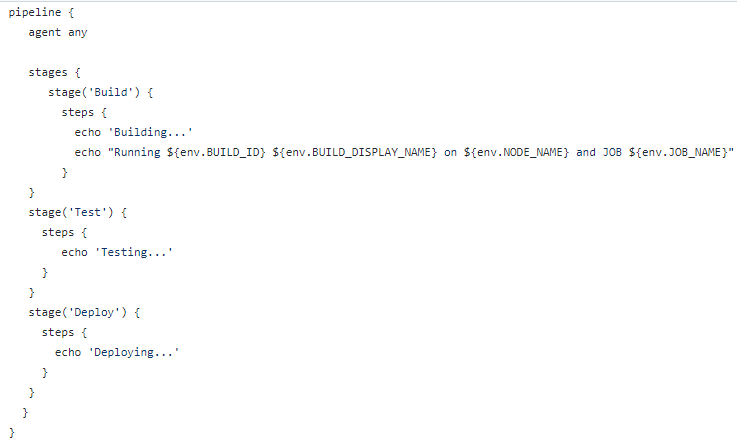 pipeline {
   agent any

   stages {
      stage('Build') {
        steps {
          echo 'Building...'
          echo "Running ${env.BUILD_ID} ${env.BUILD_DISPLAY_NAME} on ${env.NODE_NAME} and JOB ${env.JOB_NAME}"
        }
   }
   stage('Test') {
     steps {
        echo 'Testing...'
     }
   }
   stage('Deploy') {
     steps {
       echo 'Deploying...'
     }
   }
  }
}